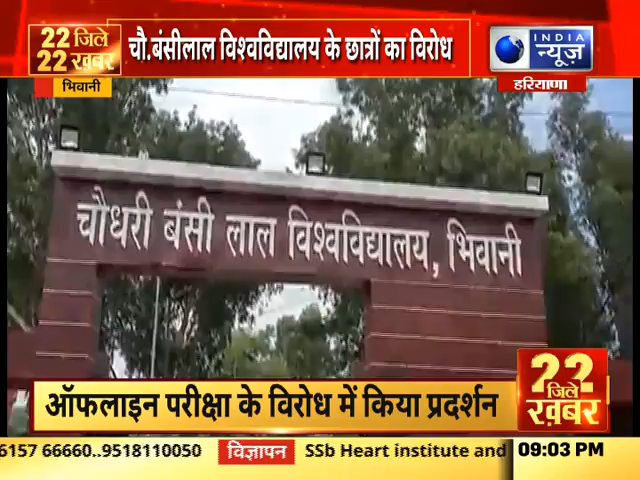 22 जिले
22 खबर
चौ.बंसीलाल विश्वविद्यालय के छात्रों का विरोध
INDIA
न्यूज़
हरियाणा
भिवानी
चौधरी बंसी लाल विश्वविद्यालय, भिवानी
ऑफलाइन परीक्षा के विरोध में किया प्रदर्शन
22
जिले
ख़बर
6157 66660..9518110050
विज्ञापन
SSb Heart institute and
09:03 PM